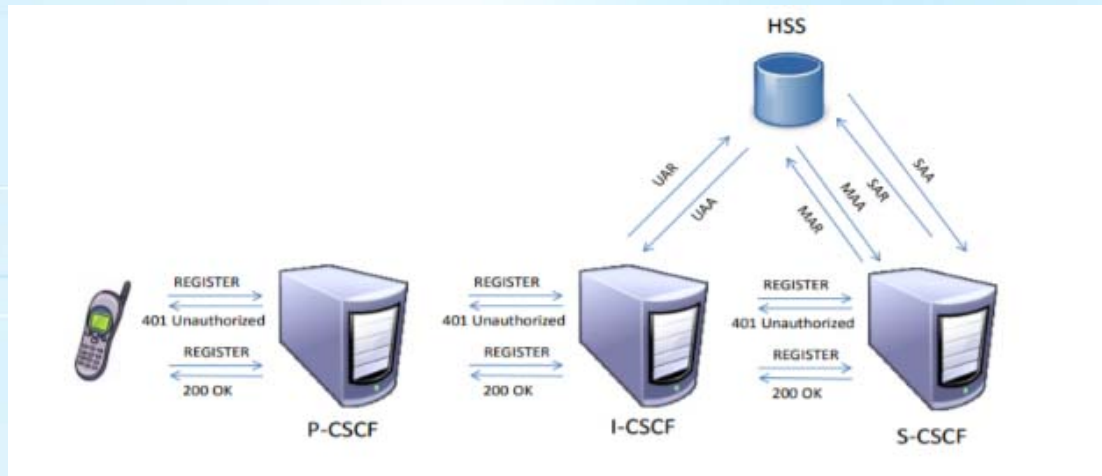 HSS
UAR
UAA
MAR
MAA
SAR
SAA
REGISTER
401 Unauthorized
REGISTER
200 OK
P-CSCF
REGISTER
401 Unauthorized
REGISTER
200 OK
I-CSCF
REGISTER
401 Unauthorized
REGISTER
200 OK
S-CSCF